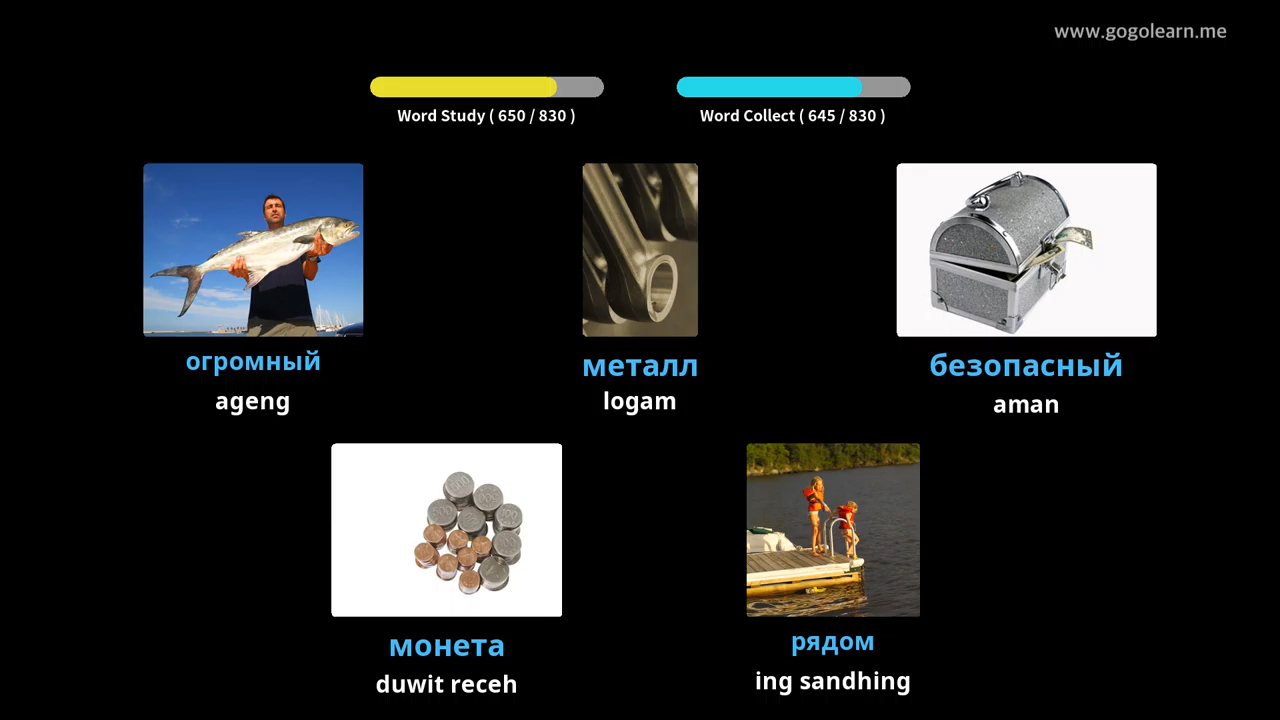 www.gogolearn.me
Word Study ( 650 / 830 )
Word Collect ( 645 / 830 )
огромный
ageng
металл
logam
безопасный
aman
монета
duwit receh
рядом
ing sandhing